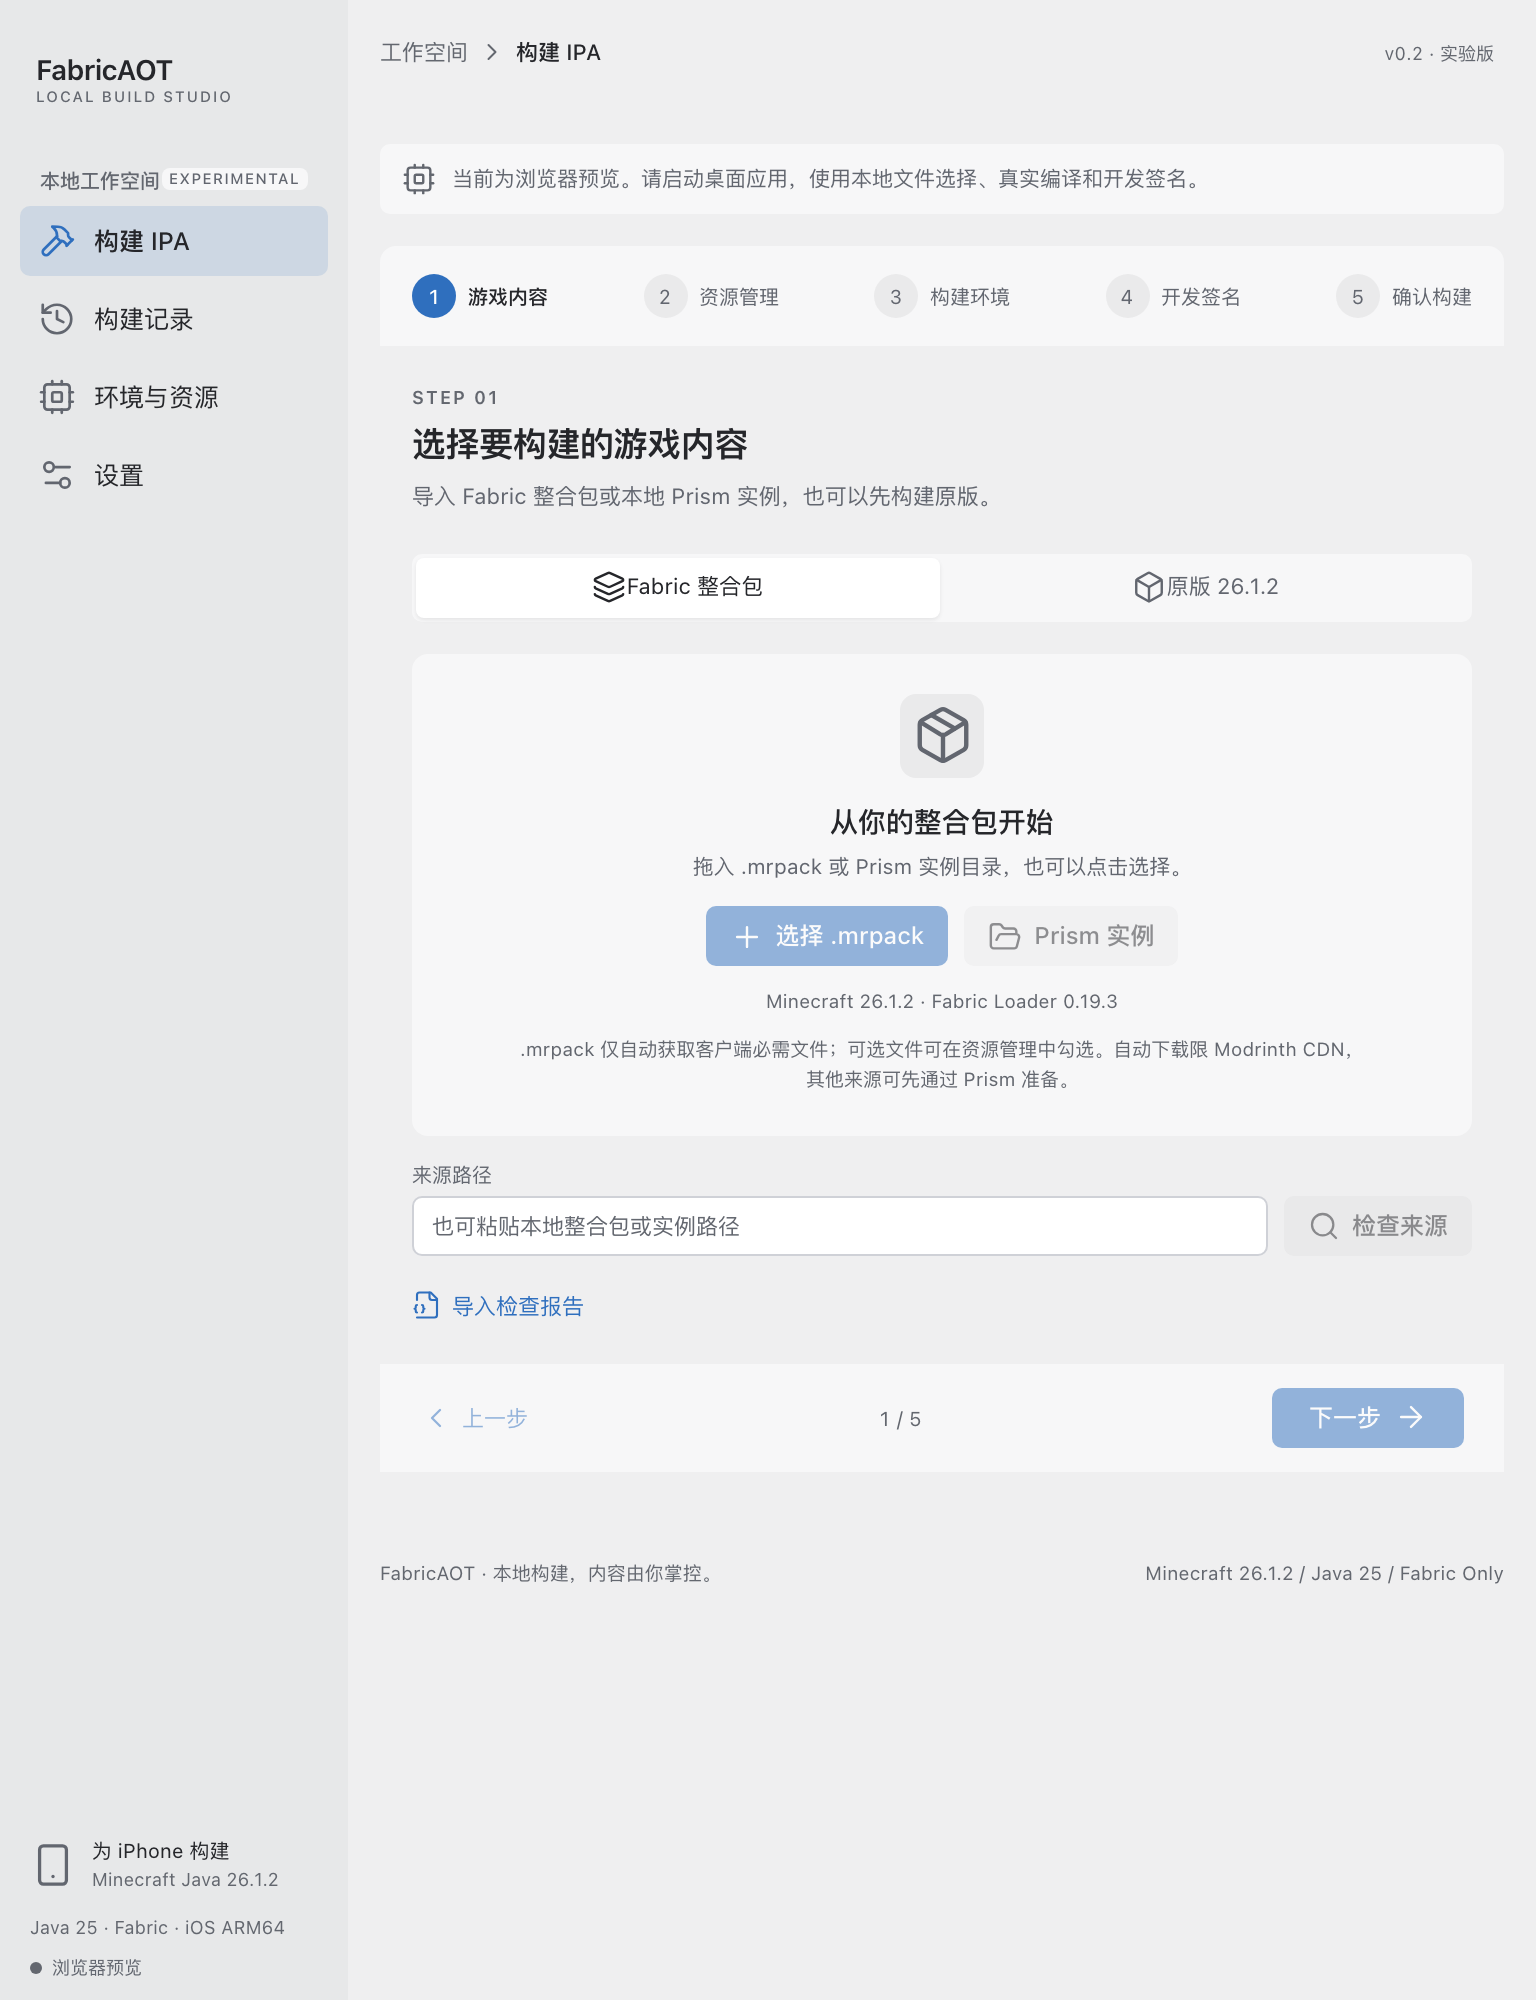 FabricAOT
LOCAL BUILD STUDIO
本地工作空间 EXPERIMENTAL
构建 IPA
构建记录
环境与资源
设置
为 iPhone 构建
Minecraft Java 26.1.2
Java 25 · Fabric · iOS ARM64
浏览器预览
工作空间 > 构建 IPA
v0.2 · 实验版
当前为浏览器预览。请启动桌面应用，使用本地文件选择、真实编译和开发签名。
1 游戏内容 2 资源管理 3 构建环境 4 开发签名 5 确认构建
STEP 01
选择要构建的游戏内容
导入 Fabric 整合包或本地 Prism 实例，也可以先构建原版。
Fabric 整合包 原版 26.1.2
从你的整合包开始
拖入 .mrpack 或 Prism 实例目录，也可以点击选择。
选择 .mrpack Prism 实例
Minecraft 26.1.2 · Fabric Loader 0.19.3
.mrpack 仅自动获取客户端必需文件；可选文件可在资源管理中勾选。自动下载限 Modrinth CDN，
其他来源可先通过 Prism 准备。
来源路径
也可粘贴本地整合包或实例路径 检查来源
导入检查报告
上一步 1 / 5 下一步
FabricAOT · 本地构建，内容由你掌控。 Minecraft 26.1.2 / Java 25 / Fabric Only